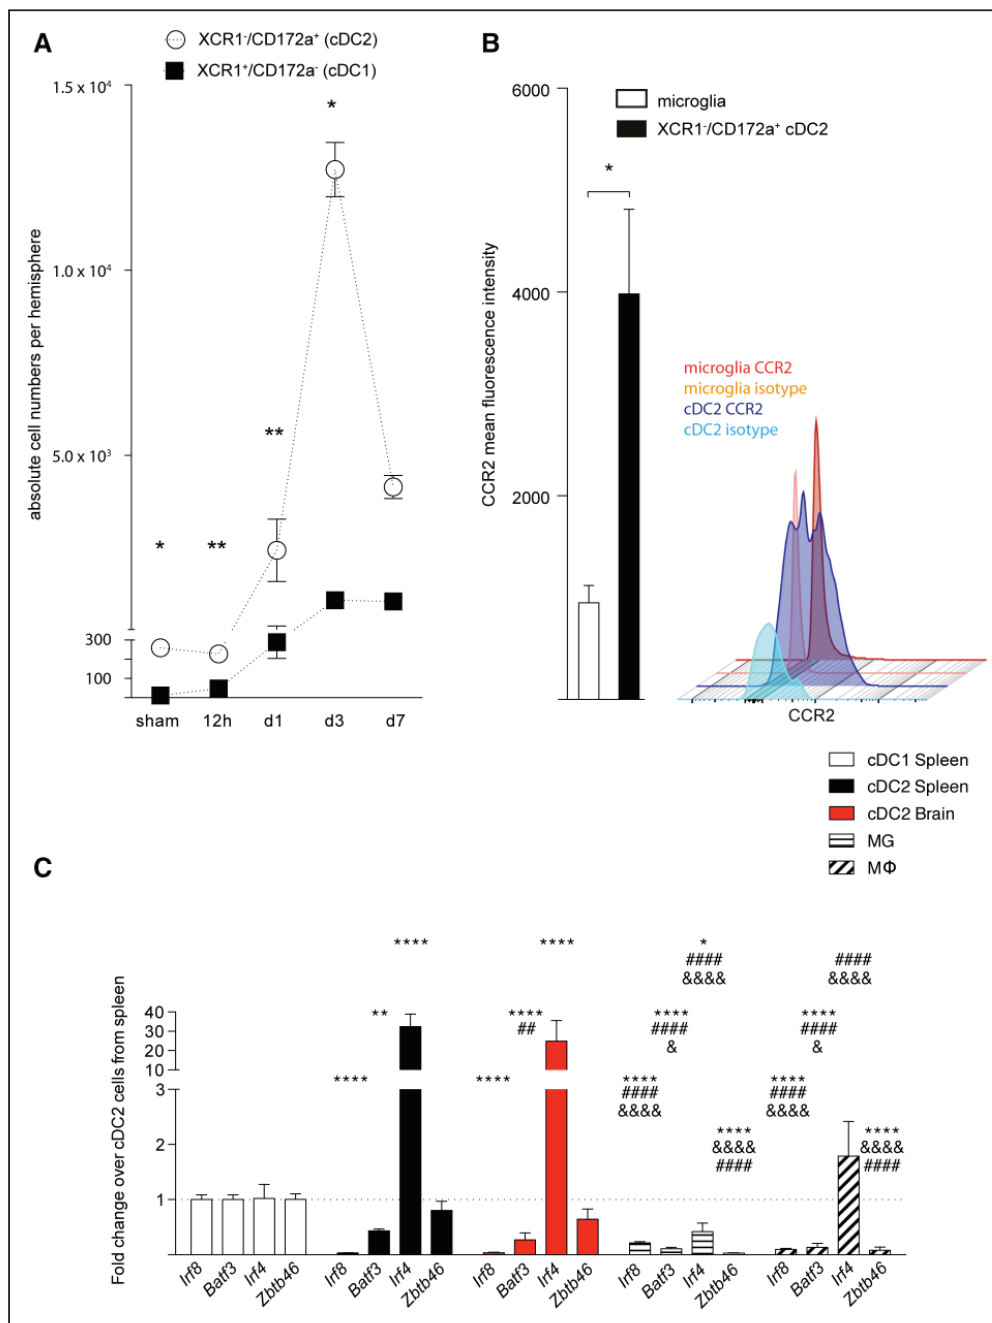 A
XCR1⁻/CD172a⁺ (cDC2)
XCR1⁺/CD172a⁻ (cDC1)
absolute cell numbers per hemisphere
1.5 x 10⁴
1.0 x 10⁴
5.0 x 10³
300
100
*
**
**
*
sham 12h d1 d3 d7
B
microglia
XCR1⁻/CD172a⁺ cDC2
CCR2 mean fluorescence intensity
6000
4000
2000
*
microglia CCR2
microglia isotype
cDC2 CCR2
cDC2 isotype
CCR2
cDC1 Spleen
cDC2 Spleen
cDC2 Brain
MG
MΦ
C
Fold change over cDC2 cells from spleen
40
30
20
10
3
2
1
**** **** * ####
#### &&&&
&&&&
** **** **** ****
## #### ####
& &
**** **** **** ****
#### ####
&&&& &&&&
**** ****
&&&& &&&&
#### ####
Irf8 Batf3 Irf4 Zbtb46 Irf8 Batf3 Irf4 Zbtb46 Irf8 Batf3 Irf4 Zbtb46 Irf8 Batf3 Irf4 Zbtb46 Irf8 Batf3 Irf4 Zbtb46